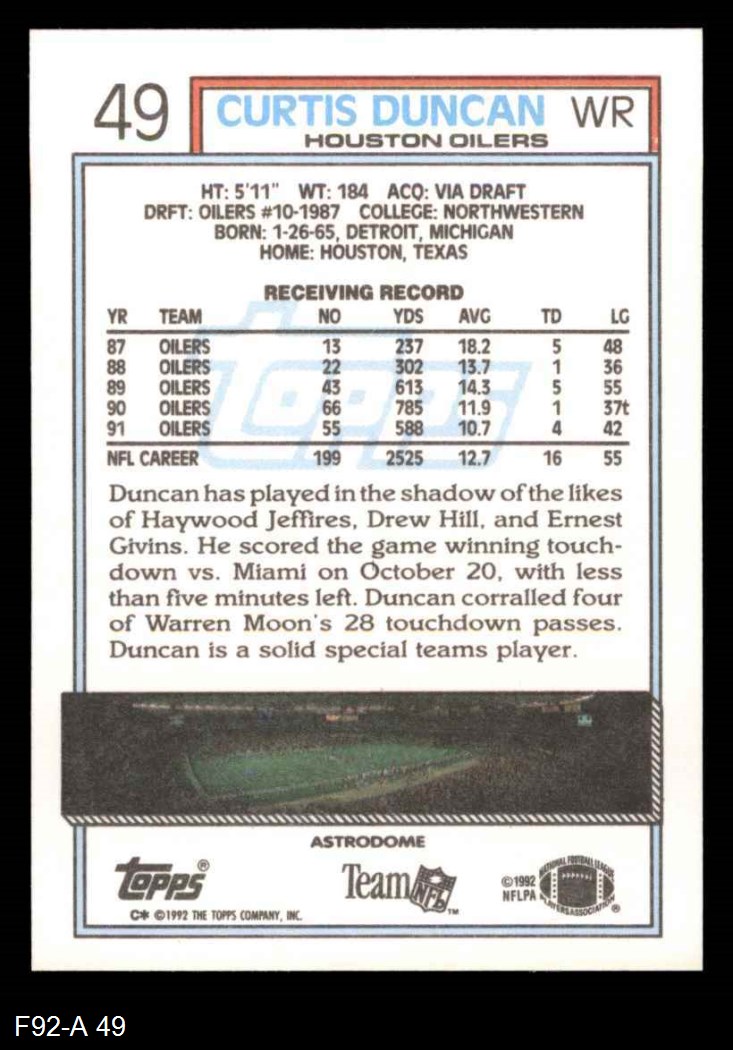 49 CURTIS DUNCAN WR
HOUSTON OILERS
HT: 5'11" WT: 184 ACQ: VIA DRAFT
DRFT: OILERS #10-1987 COLLEGE: NORTHWESTERN
BORN: 1-26-65, DETROIT, MICHIGAN
HOME: HOUSTON, TEXAS
RECEIVING RECORD
YR TEAM NO YDS AVG TD LG
87 OILERS 13 237 18.2 5 48
88 OILERS 22 302 13.7 1 36
89 OILERS 43 613 14.3 5 55
90 OILERS 66 785 11.9 1 37t
91 OILERS 55 588 10.7 4 42
NFL CAREER 199 2525 12.7 16 55
topps
Duncan has played in the shadow of the likes
of Haywood Jeffires, Drew Hill, and Ernest
Givins. He scored the game winning touch-
down vs. Miami on October 20, with less
than five minutes left. Duncan corralled four
of Warren Moon's 28 touchdown passes.
Duncan is a solid special teams player.
ASTRODOME
topps®
C* ©1992 THE TOPPS COMPANY, INC.
Team NFL™
©1992
NFLPA
NATIONAL FOOTBALL LEAGUE
PLAYERS ASSOCIATION®
F92-A 49